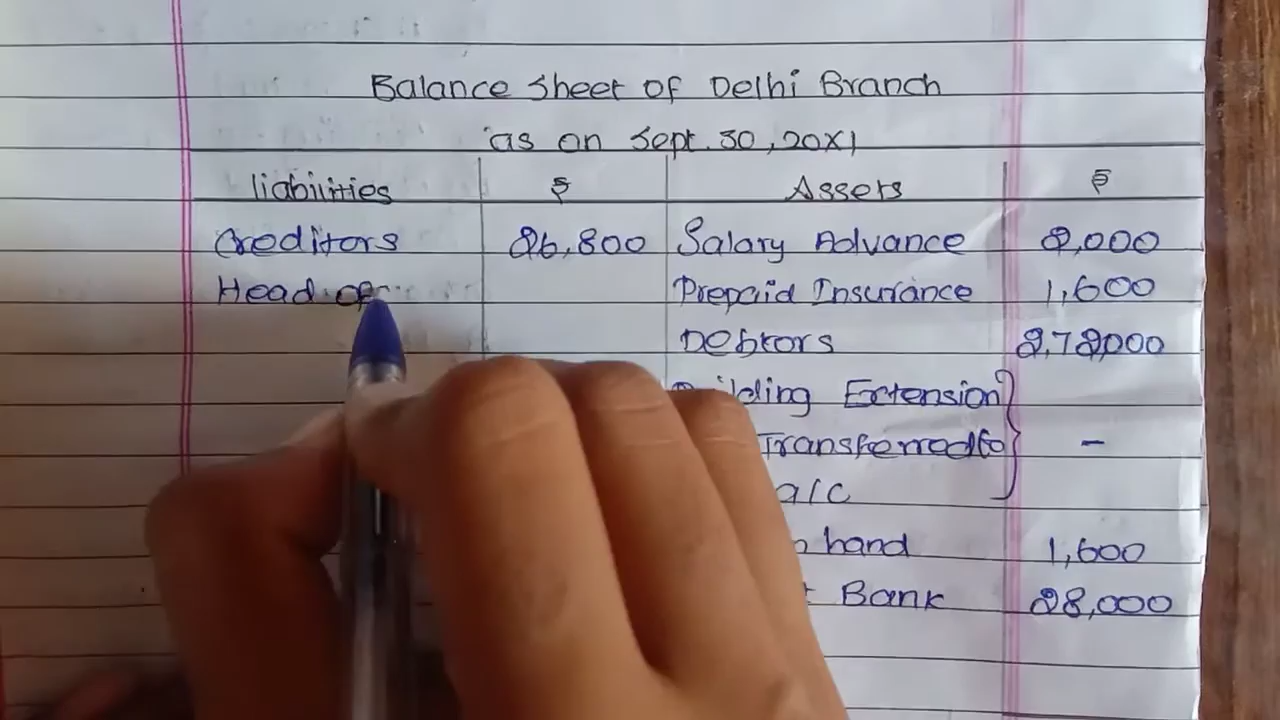 Balance Sheet of Delhi Branch
as on Sept. 30, 20X1
liabilities ₹ Assets ₹
Creditors 26,800 Salary Advance 2,000
Head of Prepaid Insurance 1,600
Debtors 2,72,000
Extension
Transferred to -
a/c
hand 1,600
Bank 28,000